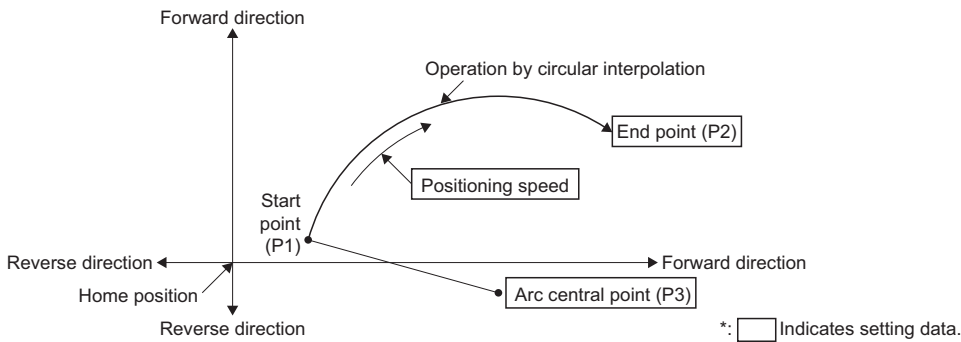 Forward direction
Operation by circular interpolation
End point (P2)
Positioning speed
Start
point
(P1)
Reverse direction
Forward direction
Home position
Arc central point (P3)
Reverse direction
*: Indicates setting data.